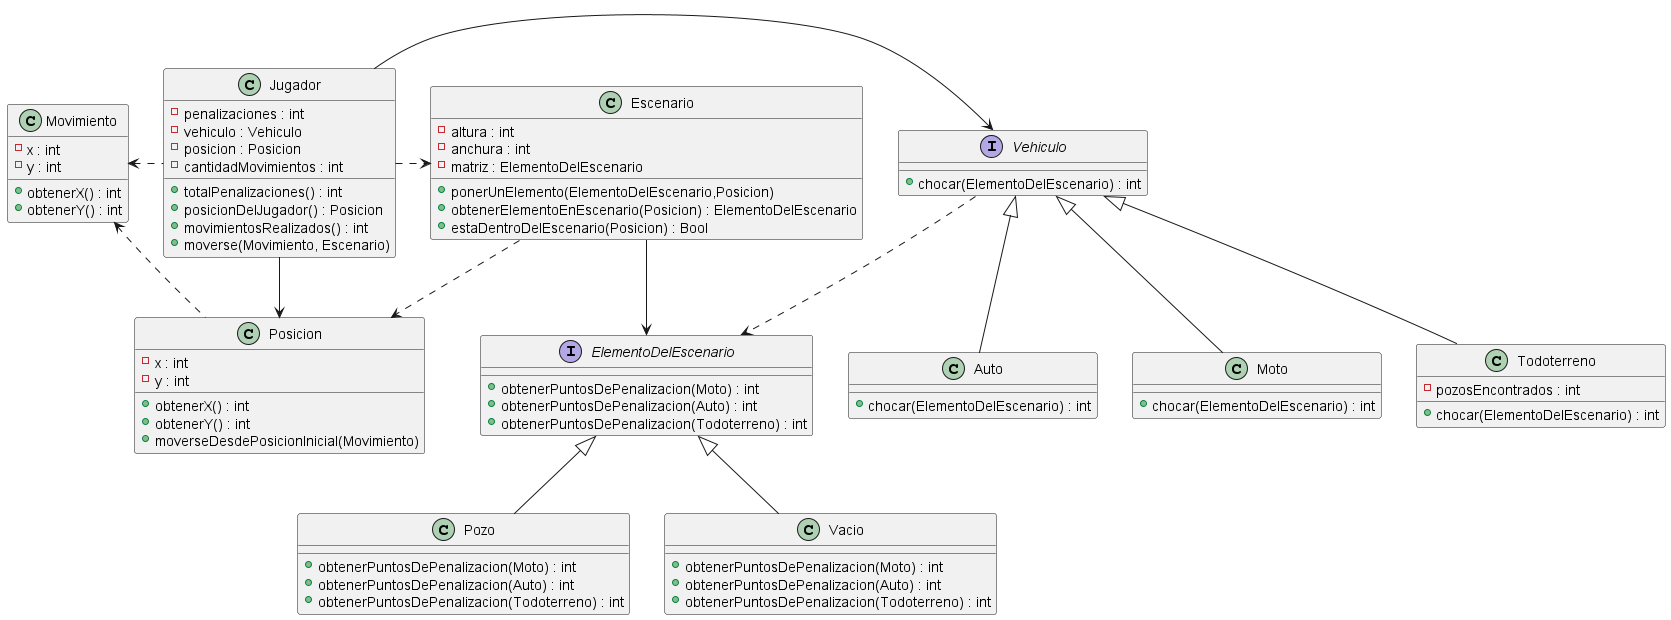 C Movimiento
x : int
y : int
obtenerX() : int
obtenerY() : int
C Jugador
penalizaciones : int
vehiculo : Vehiculo
posicion : Posicion
cantidadMovimientos : int
totalPenalizaciones() : int
posicionDelJugador() : Posicion
movimientosRealizados() : int
moverse(Movimiento, Escenario)
C Escenario
altura : int
anchura : int
matriz : ElementoDelEscenario
ponerUnElemento(ElementoDelEscenario,Posicion)
obtenerElementoEnEscenario(Posicion) : ElementoDelEscenario
estaDentroDelEscenario(Posicion) : Bool
I Vehiculo
chocar(ElementoDelEscenario) : int
C Posicion
x : int
y : int
obtenerX() : int
obtenerY() : int
moverseDesdePosicionInicial(Movimiento)
I ElementoDelEscenario
obtenerPuntosDePenalizacion(Moto) : int
obtenerPuntosDePenalizacion(Auto) : int
obtenerPuntosDePenalizacion(Todoterreno) : int
C Auto
chocar(ElementoDelEscenario) : int
C Moto
chocar(ElementoDelEscenario) : int
C Todoterreno
pozosEncontrados : int
chocar(ElementoDelEscenario) : int
C Pozo
obtenerPuntosDePenalizacion(Moto) : int
obtenerPuntosDePenalizacion(Auto) : int
obtenerPuntosDePenalizacion(Todoterreno) : int
C Vacio
obtenerPuntosDePenalizacion(Moto) : int
obtenerPuntosDePenalizacion(Auto) : int
obtenerPuntosDePenalizacion(Todoterreno) : int